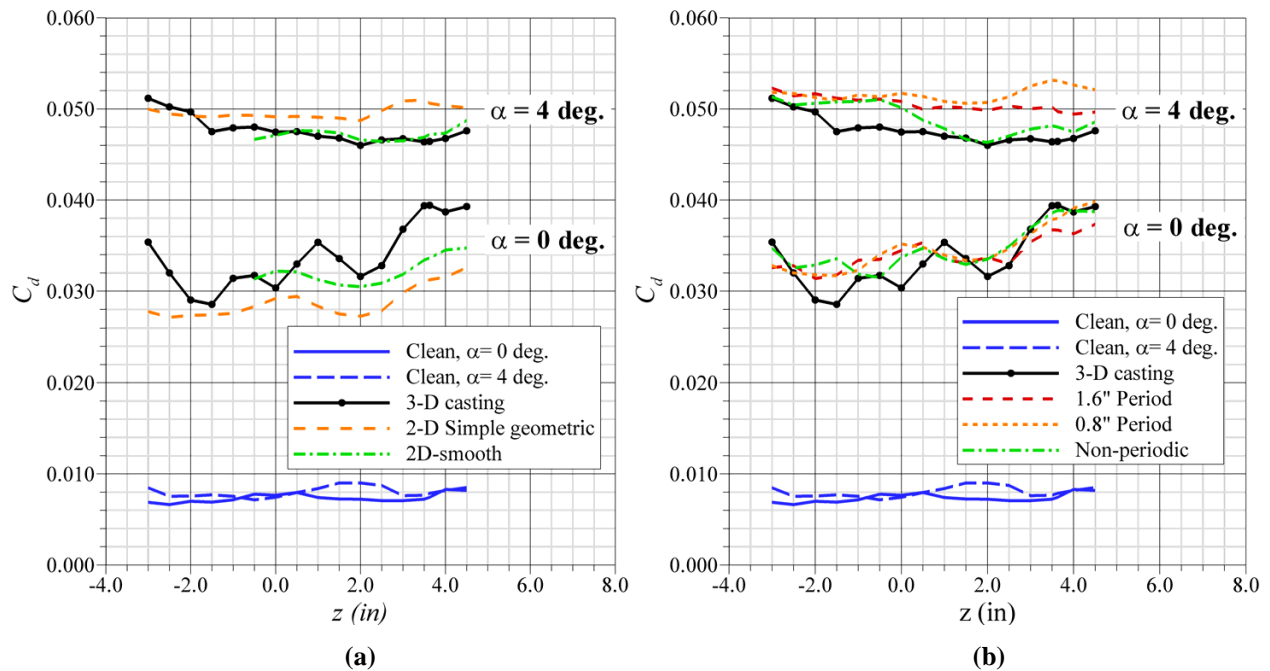 0.060
0.050
0.040
0.030
0.020
0.010
0.000
C_d
-4.0 -2.0 0.0 2.0 4.0 6.0 8.0
z (in)
α = 4 deg.
α = 0 deg.
Clean, α= 0 deg.
Clean, α= 4 deg.
3-D casting
2-D Simple geometric
2D-smooth
(a)
0.060
0.050
0.040
0.030
0.020
0.010
0.000
C_d
-4.0 -2.0 0.0 2.0 4.0 6.0 8.0
z (in)
α = 4 deg.
α = 0 deg.
Clean, α= 0 deg.
Clean, α= 4 deg.
3-D casting
1.6" Period
0.8" Period
Non-periodic
(b)